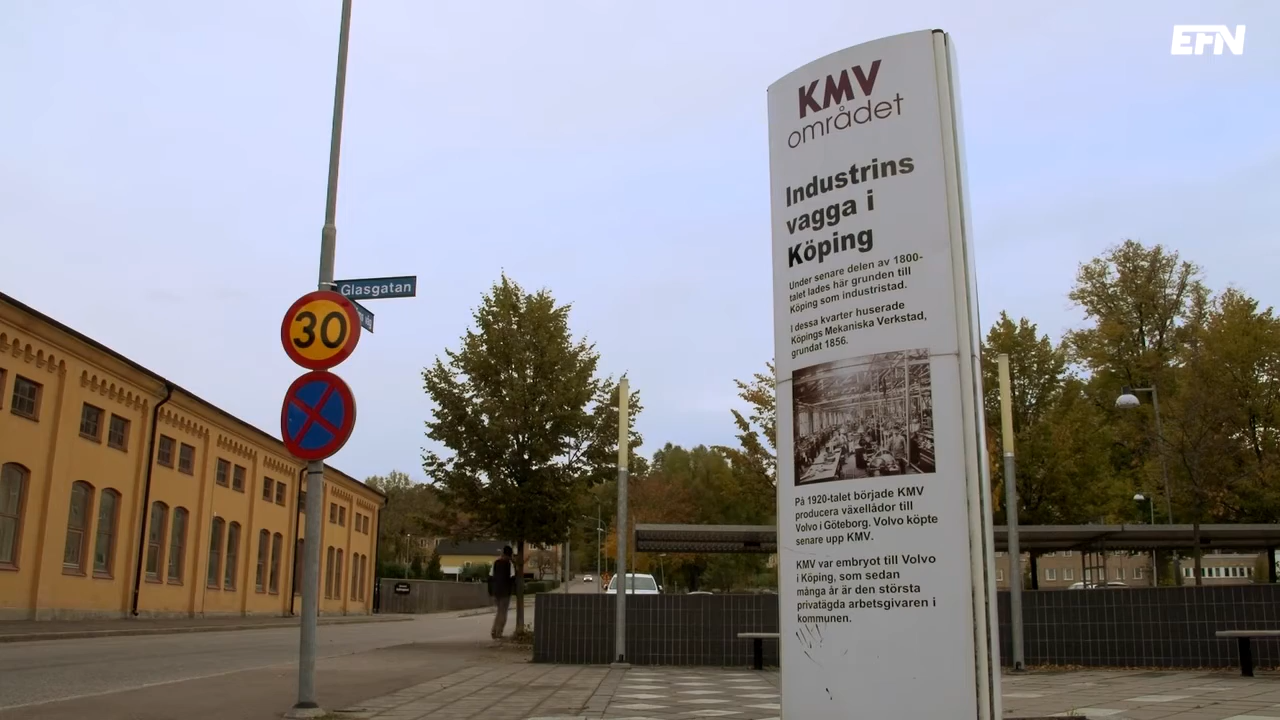 EFN
KMV
området
Industrins
vagga i
Köping
Under senare delen av 1800-
talet lades här grunden till
Köping som industristad.
I dessa kvarter huserade
Köpings Mekaniska Verkstad,
grundat 1856.
På 1920-talet började KMV
producera växellådor till
Volvo i Göteborg. Volvo köpte
senare upp KMV.
KMV var embryot till Volvo
i Köping, som sedan
många år är den största
privatägda arbetsgivaren i
kommunen.
Glasgatan
30